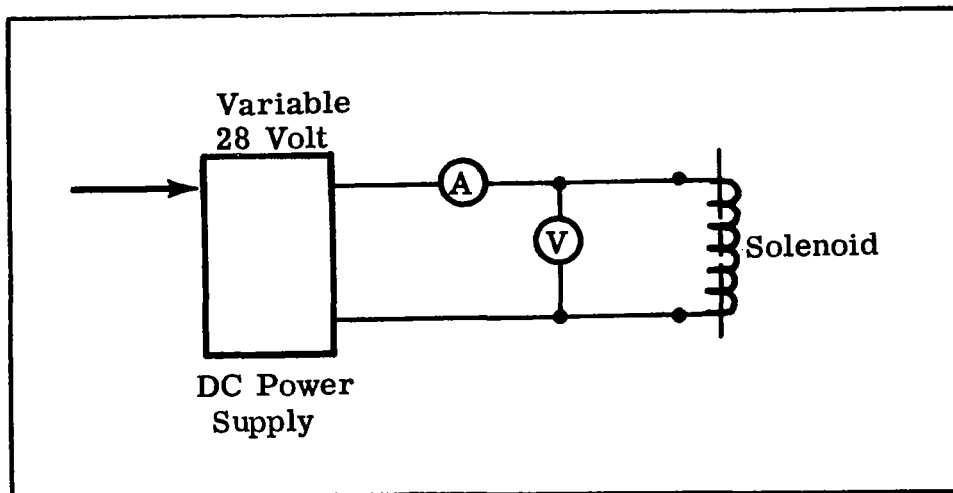 Variable
28 Volt
A
V
Solenoid
DC Power
Supply